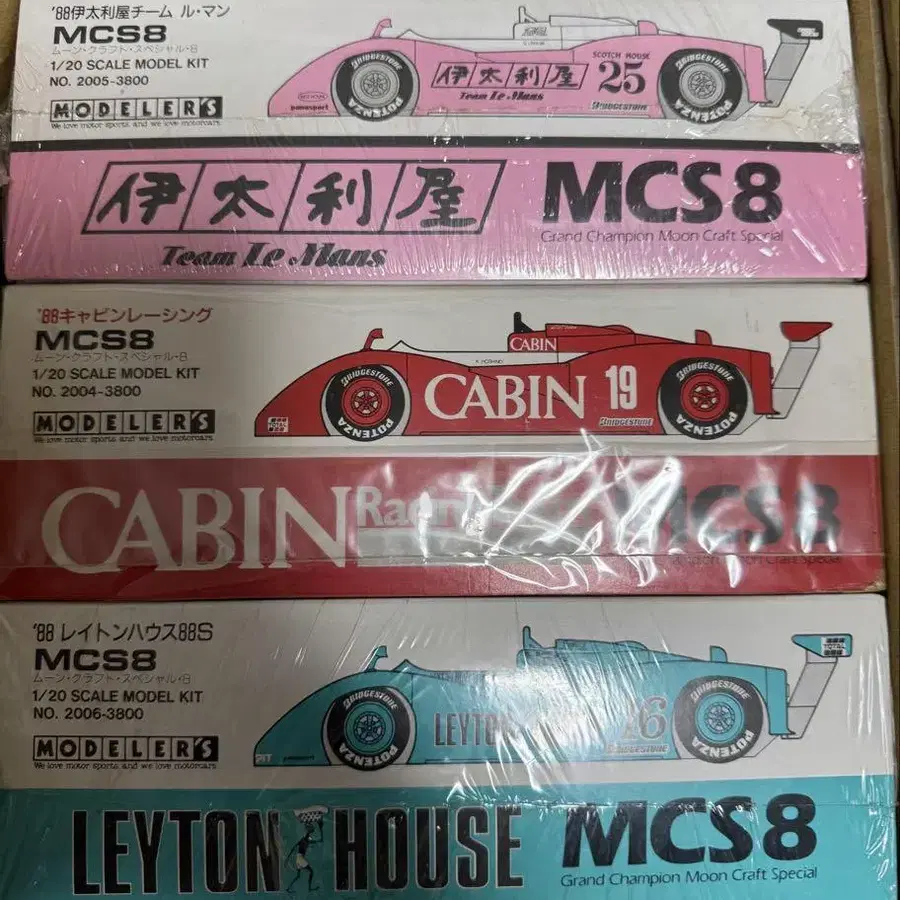 '88伊太利屋チーム ル・マン
MCS8
ムーン・クラフト・スペシャル・8
1/20 SCALE MODEL KIT
NO. 2005-3800
MODELER'S
We love motor sports and we love motorcars.
BRIDGESTONE
POTENZA
伊太利屋
Team Le Mans
SCOTCH HOUSE
25
BRIDGESTONE
BRIDGESTONE
POTENZA
伊太利屋
Team Le Mans
MCS8
Grand Champion Moon Craft Special
'88キャビンレーシング
MCS8
ムーン・クラフト・スペシャル・8
1/20 SCALE MODEL KIT
NO. 2004-3800
MODELER'S
We love motor sports and we love motorcars.
TOTAL
BRIDGESTONE
POTENZA
K. HOSHINO
CABIN
CABIN
19
BRIDGESTONE
BRIDGESTONE
POTENZA
CABIN
MCS8
'88 レイトンハウス88S
MCS8
ムーン・クラフト・スペシャル・8
1/20 SCALE MODEL KIT
NO. 2006-3800
MODELER'S
We love motor sports and we love motorcars.
BRIDGESTONE
POTENZA
LEYTON
26
BRIDGESTONE
BRIDGESTONE
POTENZA
TOTAL
LEYTON HOUSE
MCS8
Grand Champion Moon Craft Special